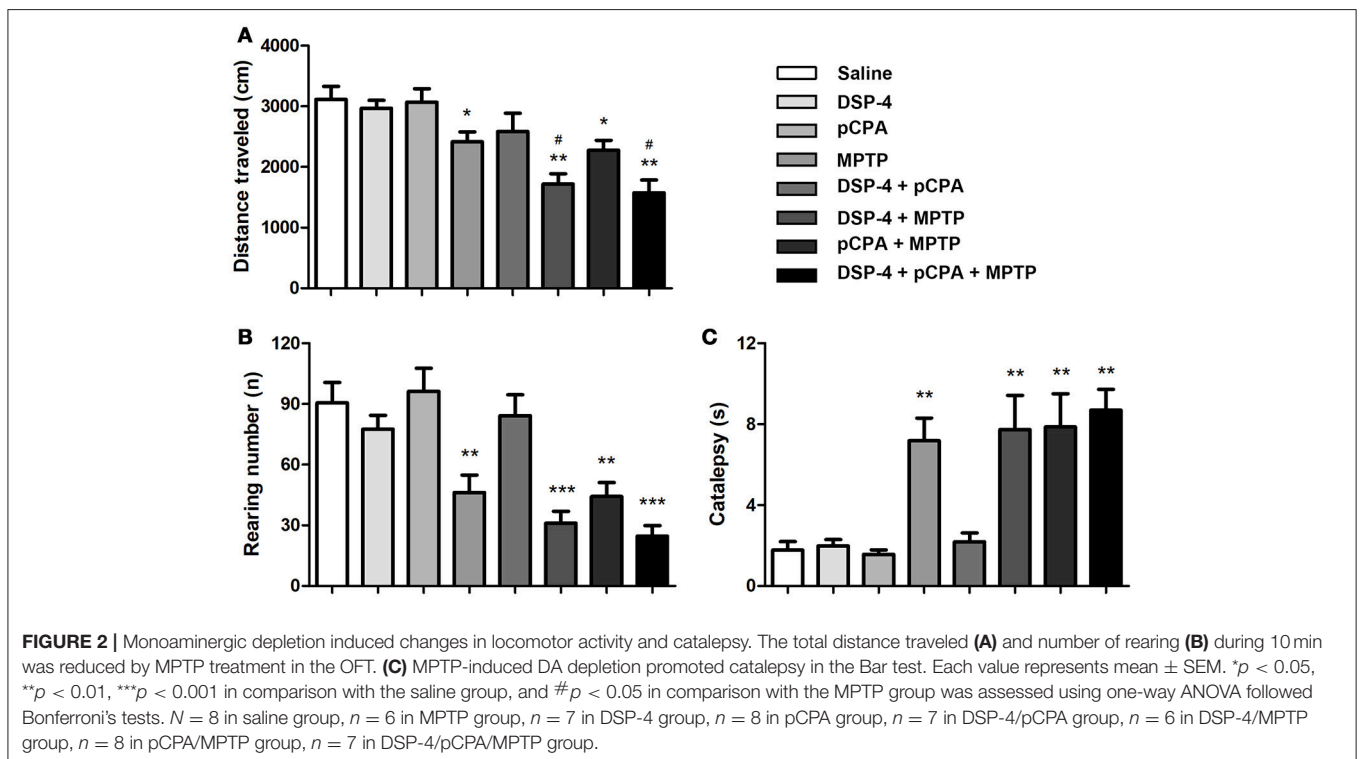 A
4000
3000
2000
1000
0
Distance traveled (cm)
*
#
**
*
#
**
Saline
DSP-4
pCPA
MPTP
DSP-4 + pCPA
DSP-4 + MPTP
pCPA + MPTP
DSP-4 + pCPA + MPTP
B
120
90
60
30
0
Rearing number (n)
**
***
**
***
C
12
8
4
0
Catalepsy (s)
**
**
**
**
FIGURE 2 | Monoaminergic depletion induced changes in locomotor activity and catalepsy. The total distance traveled (A) and number of rearing (B) during 10 min
was reduced by MPTP treatment in the OFT. (C) MPTP-induced DA depletion promoted catalepsy in the Bar test. Each value represents mean ± SEM. *p < 0.05,
**p < 0.01, ***p < 0.001 in comparison with the saline group, and #p < 0.05 in comparison with the MPTP group was assessed using one-way ANOVA followed
Bonferroni's tests. N = 8 in saline group, n = 6 in MPTP group, n = 7 in DSP-4 group, n = 8 in pCPA group, n = 7 in DSP-4/pCPA group, n = 6 in DSP-4/MPTP
group, n = 8 in pCPA/MPTP group, n = 7 in DSP-4/pCPA/MPTP group.